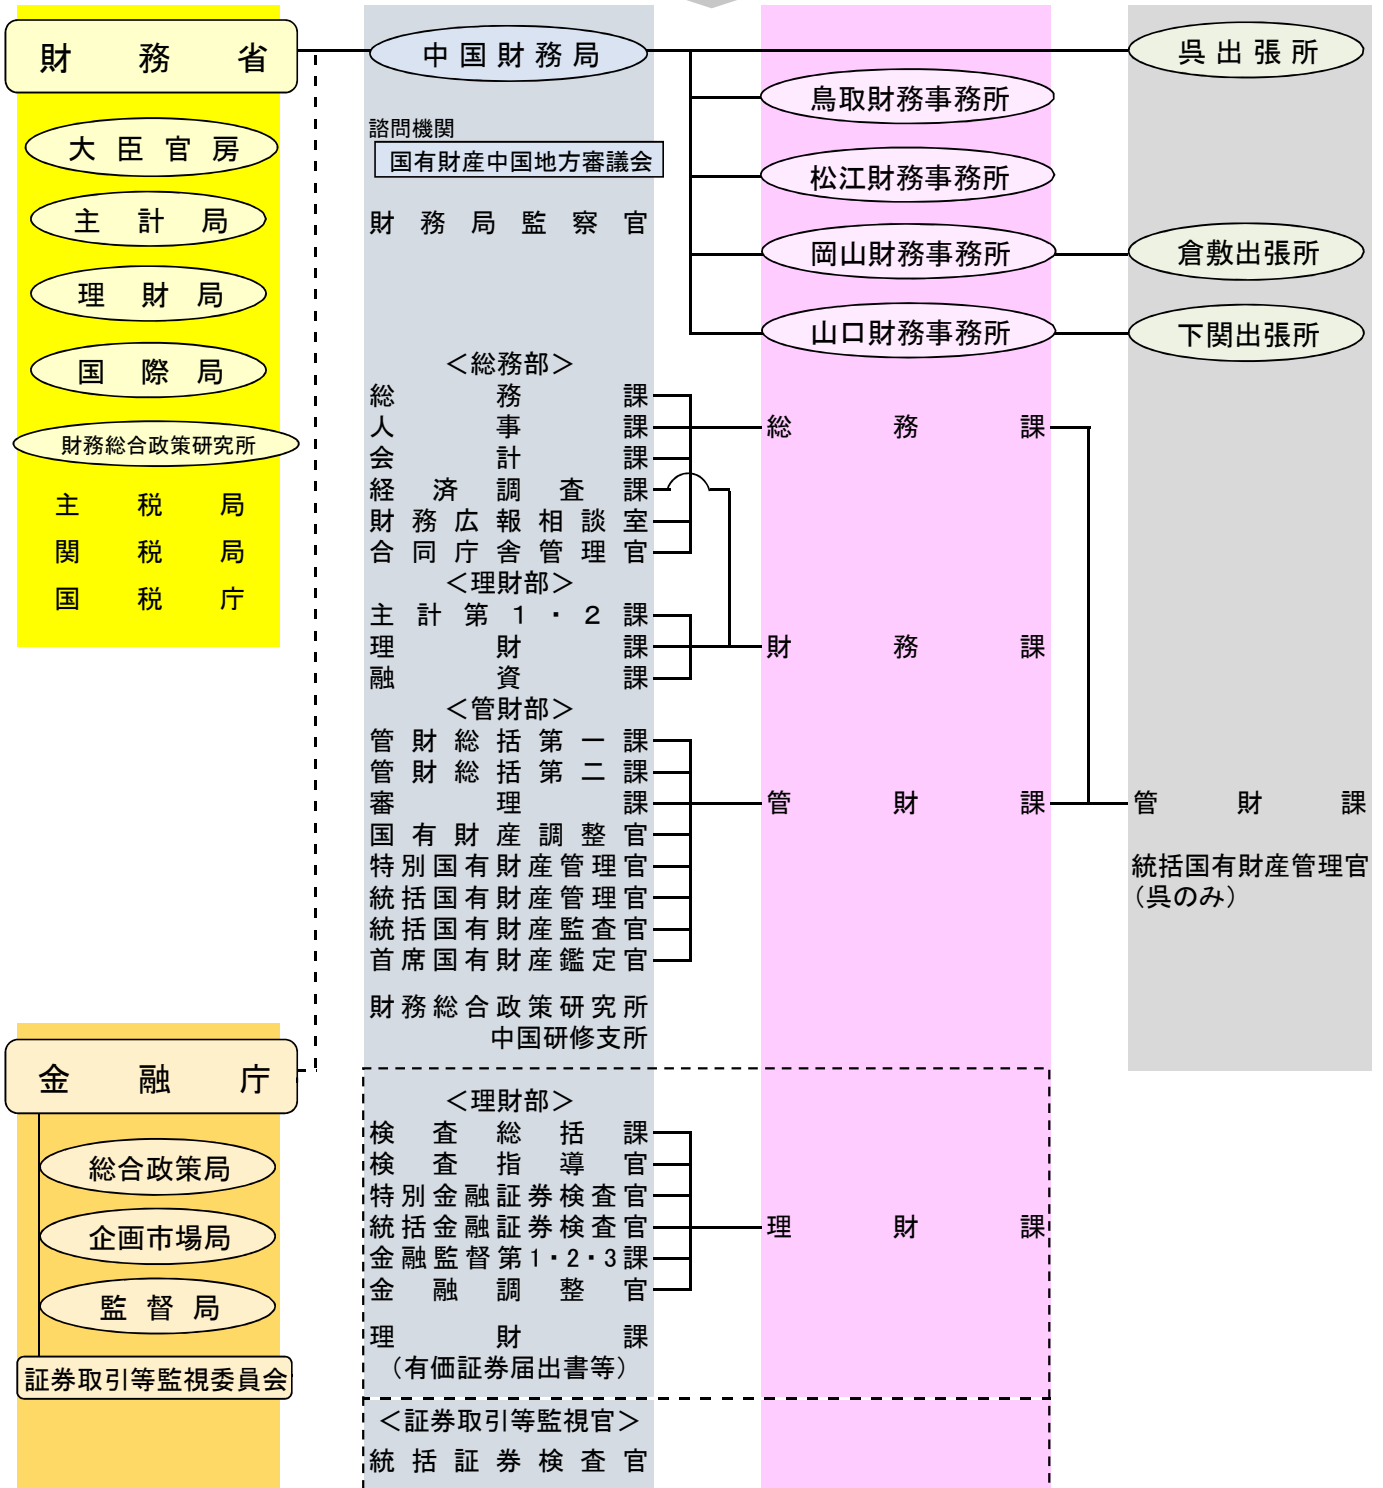 財務省
大臣官房
主計局
理財局
国際局
財務総合政策研究所
主税局
関税局
国税庁
金融庁
総合政策局
企画市場局
監督局
証券取引等監視委員会
中国財務局
諮問機関
国有財産中国地方審議会
財務局監察官
＜総務部＞
総務課
人事課
会計課
経済調査課
財務広報相談室
合同庁舎管理官
＜理財部＞
主計第１・２課
理財課
融資課
＜管財部＞
管財総括第一課
管財総括第二課
審理課
国有財産調整官
特別国有財産管理官
統括国有財産管理官
統括国有財産監査官
首席国有財産鑑定官
財務総合政策研究所
中国研修支所
＜理財部＞
検査総括課
検査指導官
特別金融証券検査官
統括金融証券検査官
金融監督第1・2・3課
金融調整官
理財課
（有価証券届出書等）
＜証券取引等監視官＞
統括証券検査官
鳥取財務事務所
松江財務事務所
岡山財務事務所
山口財務事務所
総務課
財務課
管財課
理財課
呉出張所
倉敷出張所
下関出張所
管財課
統括国有財産管理官
（呉のみ）